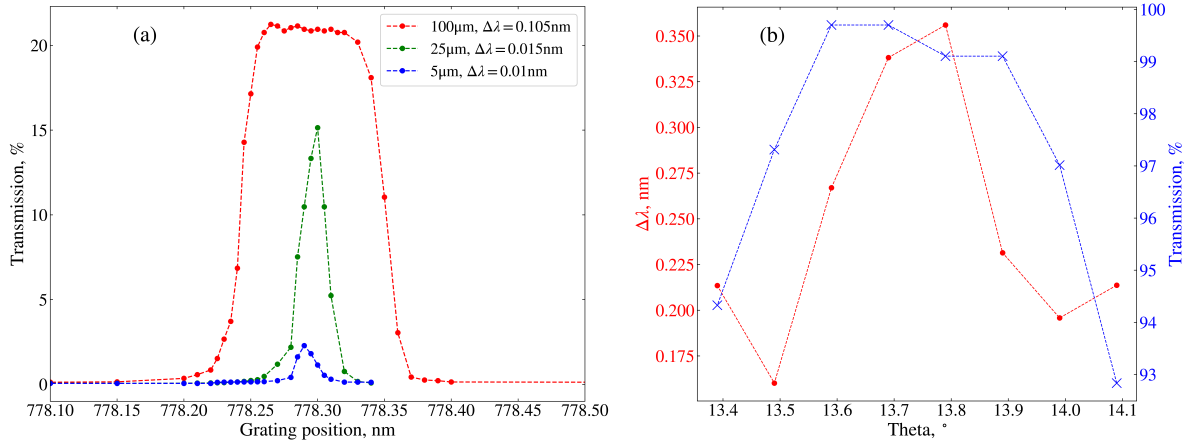 (a)
100μm, Δλ=0.105nm
25μm, Δλ=0.015nm
5μm, Δλ=0.01nm
Transmission, %
20
15
10
5
0
778.10 778.15 778.20 778.25 778.30 778.35 778.40 778.45 778.50
Grating position, nm
(b)
Δλ, nm
0.350
0.325
0.300
0.275
0.250
0.225
0.200
0.175
13.4 13.5 13.6 13.7 13.8 13.9 14.0 14.1
Theta, °
100
99
98
97
96
95
94
93
Transmission, %